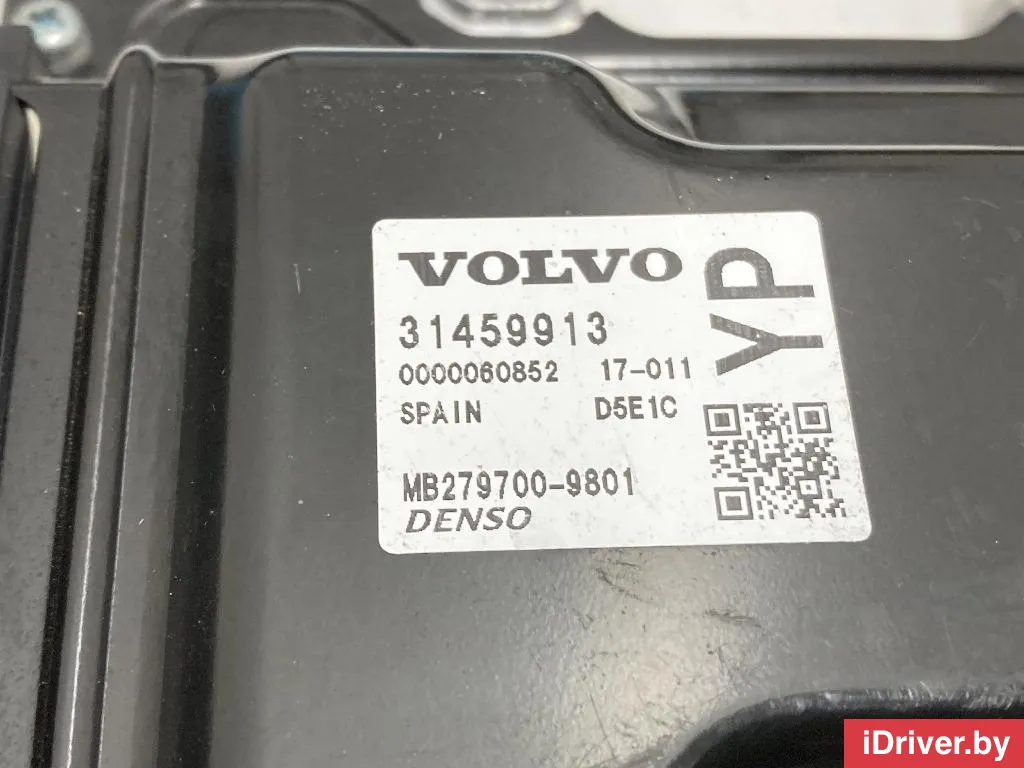 VOLVO
31459913
0000060852 17-011
SPAIN D5E1C
MB279700-9801
DENSO
YP
iDriver.by